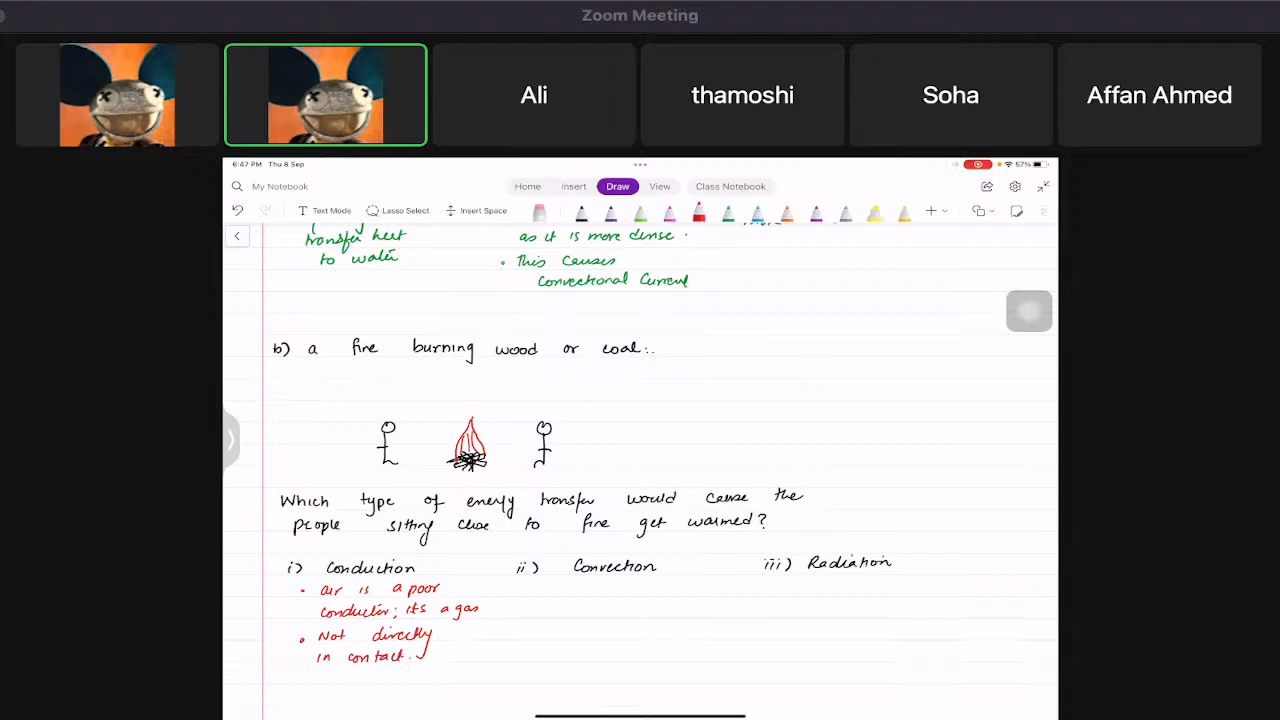 Zoom Meeting
Ali
thamoshi
Soha
Affan Ahmed
6:47 PM Thu 8 Sep
57%
My Notebook
Home
Insert
Draw
View
Class Notebook
Text Mode
Lasso Select
Insert Space
transfer heat
to water
as it is more dense.
• This causes
Convectional Current
b) a fire burning wood or coal..
Which type of energy transfer would cause the
people sitting close to fire get warmed?
i) Conduction
ii) Convection
iii) Radiation
• air is a poor
conductor; its a gas
• Not directly
in contact.